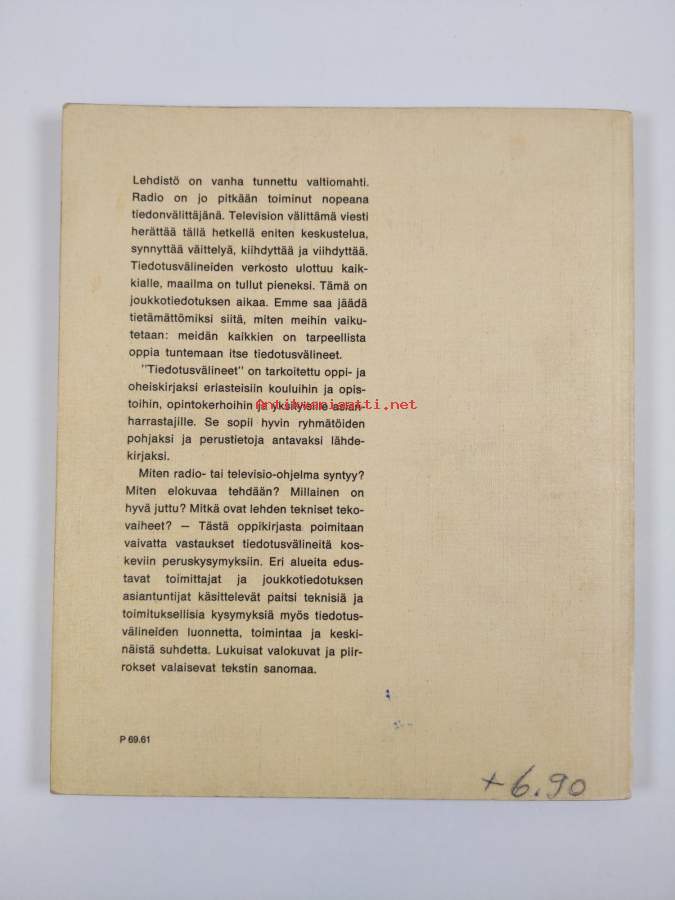 Lehdistö on vanha tunnettu valtiomahti.
Radio on jo pitkään toiminut nopeana
tiedonvälittäjänä. Television välittämä viesti
herättää tällä hetkellä eniten keskustelua,
synnyttää väittelyä, kiihdyttää ja viihdyttää.
Tiedotusvälineiden verkosto ulottuu kaik-
kialle, maailma on tullut pieneksi. Tämä on
joukkotiedotuksen aikaa. Emme saa jäädä
tietämättömiksi siitä, miten meihin vaiku-
tetaan: meidän kaikkien on tarpeellista
oppia tuntemaan itse tiedotusvälineet.
"Tiedotusvälineet" on tarkoitettu oppi- ja
oheiskirjaksi eriasteisiin kouluihin ja opis-
toihin, opintokerhoihin ja yksityisille asian-
harrastajille. Se sopii hyvin ryhmätöiden
pohjaksi ja perustietoja antavaksi lähde-
kirjaksi.
Miten radio- tai televisio-ohjelma syntyy?
Miten elokuvaa tehdään? Millainen on
hyvä juttu? Mitkä ovat lehden tekniset teko-
vaiheet? — Tästä oppikirjasta poimitaan
vaivatta vastaukset tiedotusvälineitä kos-
keviin peruskysymyksiin. Eri alueita edus-
tavat toimittajat ja joukkotiedotuksen
asiantuntijat käsittelevät paitsi teknisiä ja
toimituksellisia kysymyksiä myös tiedotus-
välineiden luonnetta, toimintaa ja keski-
näistä suhdetta. Lukuisat valokuvat ja piir-
rokset valaisevat tekstin sanomaa.
P 69.61
+6.90